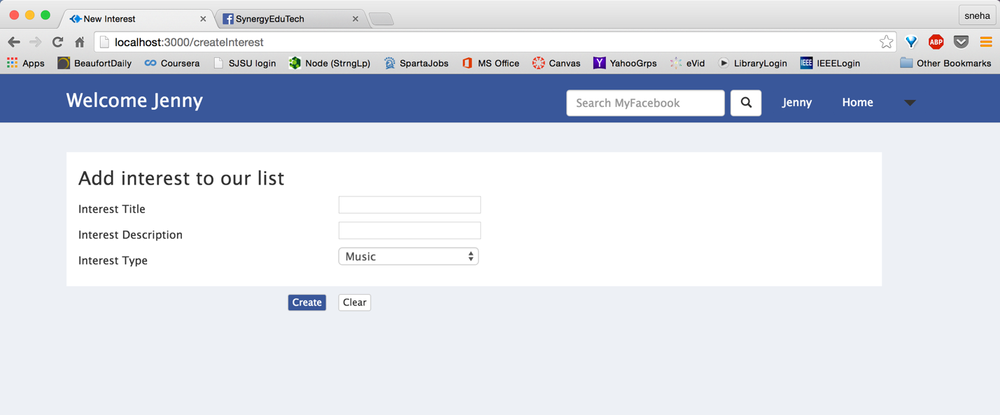 New Interest
SynergyEduTech
sneha
localhost:3000/createInterest
ABP
Apps BeaufortDaily Coursera SJSU login Node (StrngLp) SpartaJobs MS Office Canvas YahooGrps eVid LibraryLogin IEEE IEEELogin Other Bookmarks
Welcome Jenny
Search MyFacebook
Jenny
Home
Add interest to our list
Interest Title
Interest Description
Interest Type Music
Create Clear